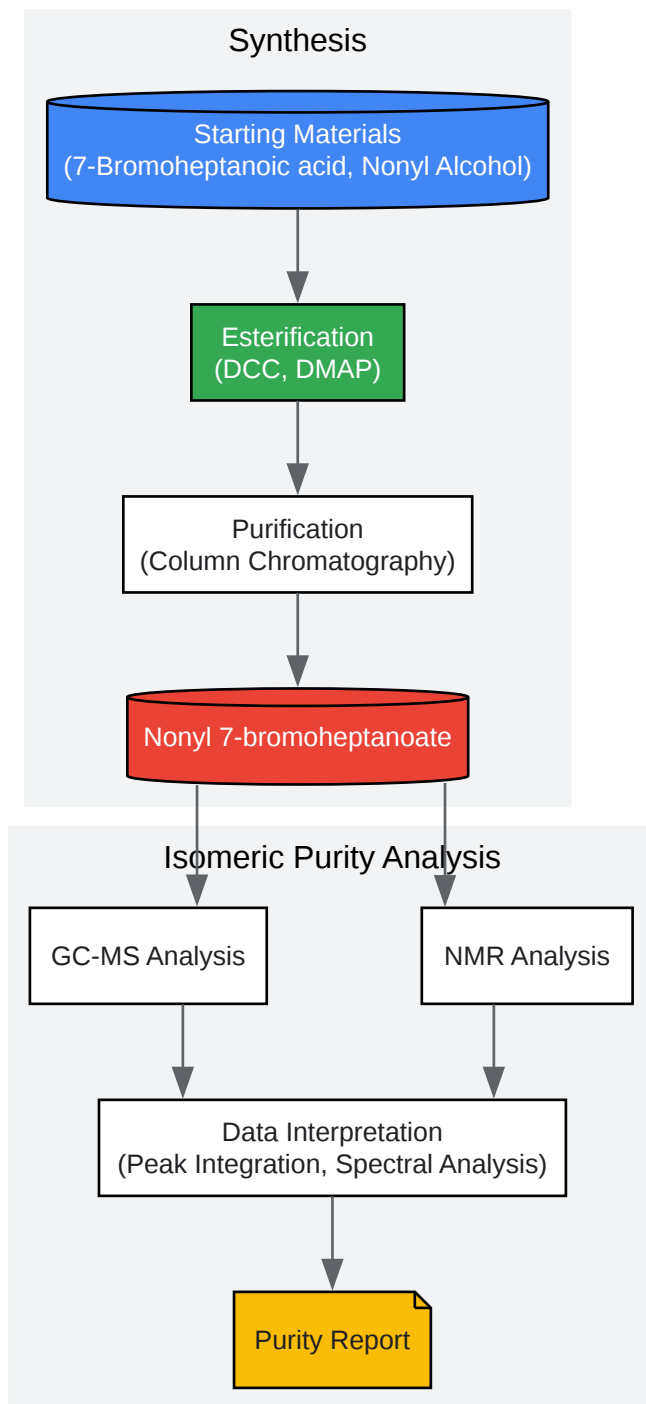 Synthesis
Starting Materials
(7-Bromoheptanoic acid, Nonyl Alcohol)
Esterification
(DCC, DMAP)
Purification
(Column Chromatography)
Nonyl 7-bromoheptanoate
Isomeric Purity Analysis
GC-MS Analysis
NMR Analysis
Data Interpretation
(Peak Integration, Spectral Analysis)
Purity Report